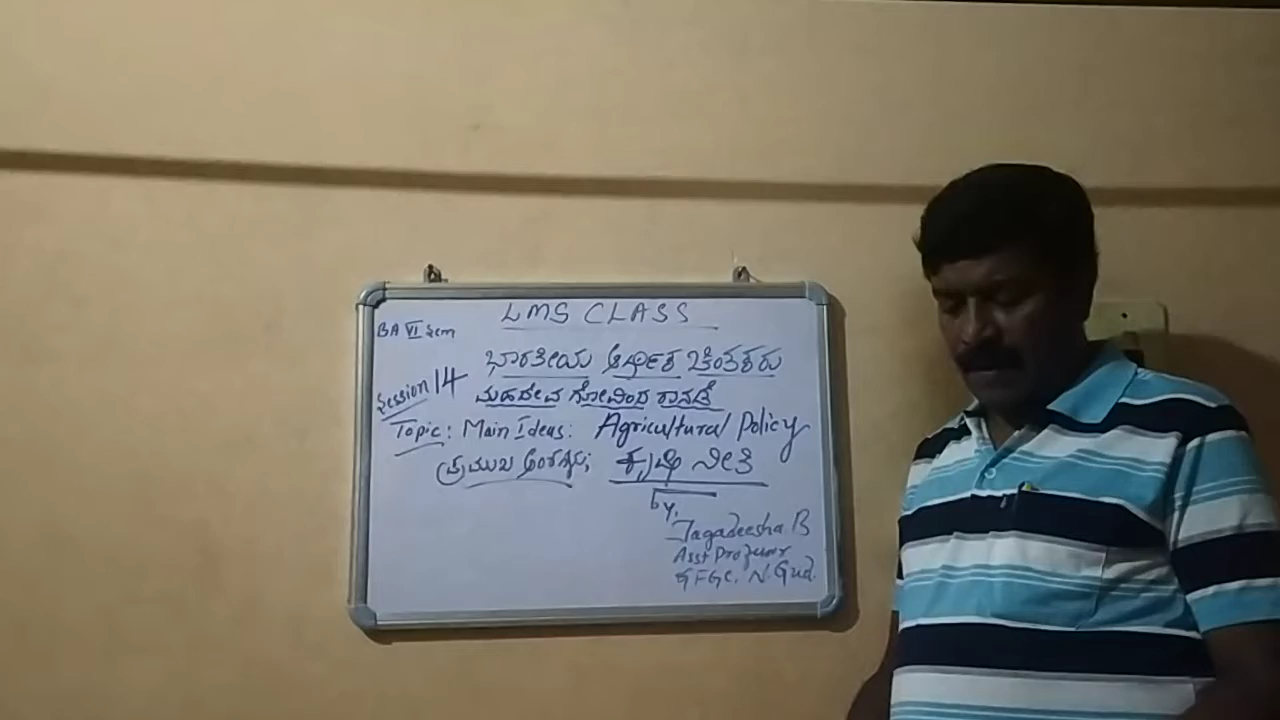 LMS CLASS
BA VI Sem
ಭಾರತೀಯ ಆರ್ಥಿಕ ಚಿಂತಕರು
Session 14
ಮಹದೇವ ಗೋವಿಂದ ರಾನಡೆ
Topic: Main Ideas: Agricultural Policy
ಪ್ರಮುಖ ಅಂಶಗಳು; ಕೃಷಿ ನೀತಿ
by,
Jagadeesha B
Asst Professor
GFGC. N. Gud.